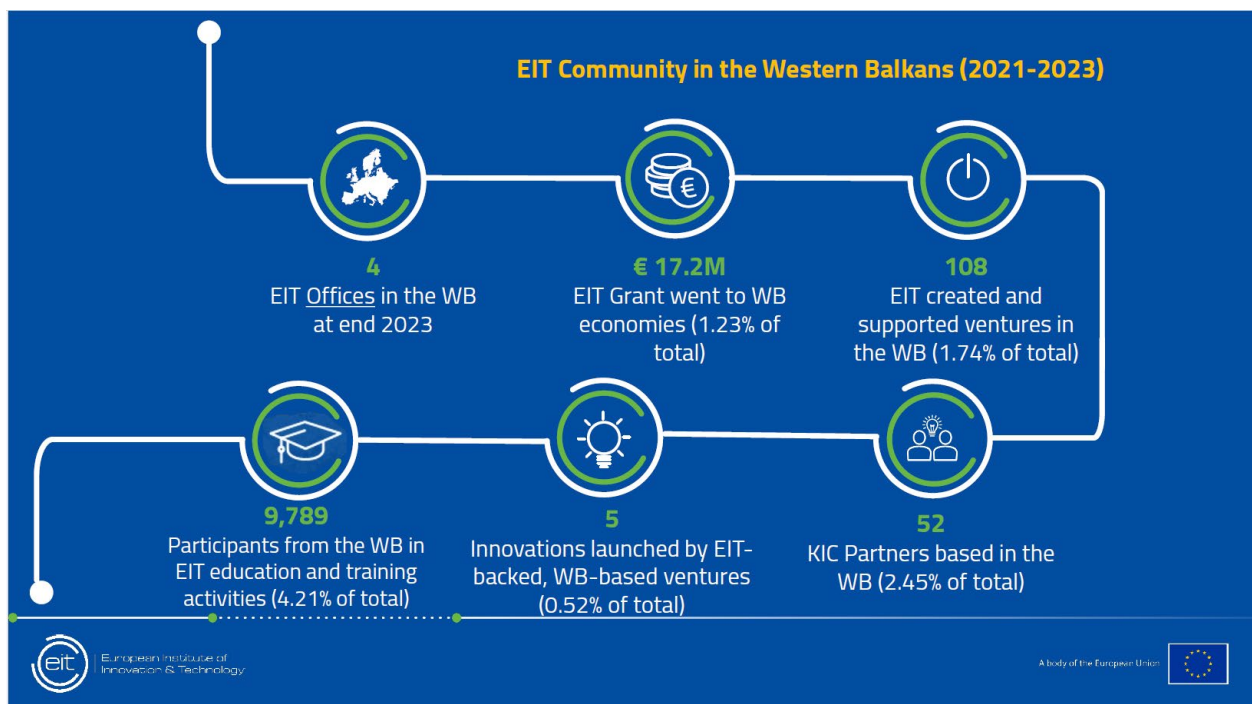 EIT Community in the Western Balkans (2021-2023)
4
EIT Offices in the WB
at end 2023
€ 17.2M
EIT Grant went to WB
economies (1.23% of
total)
108
EIT created and
supported ventures in
the WB (1.74% of total)
9,789
Participants from the WB in
EIT education and training
activities (4.21% of total)
5
Innovations launched by EIT-
backed, WB-based ventures
(0.52% of total)
52
KIC Partners based in the
WB (2.45% of total)
eit
European Institute of
Innovation & Technology
A body of the European Union